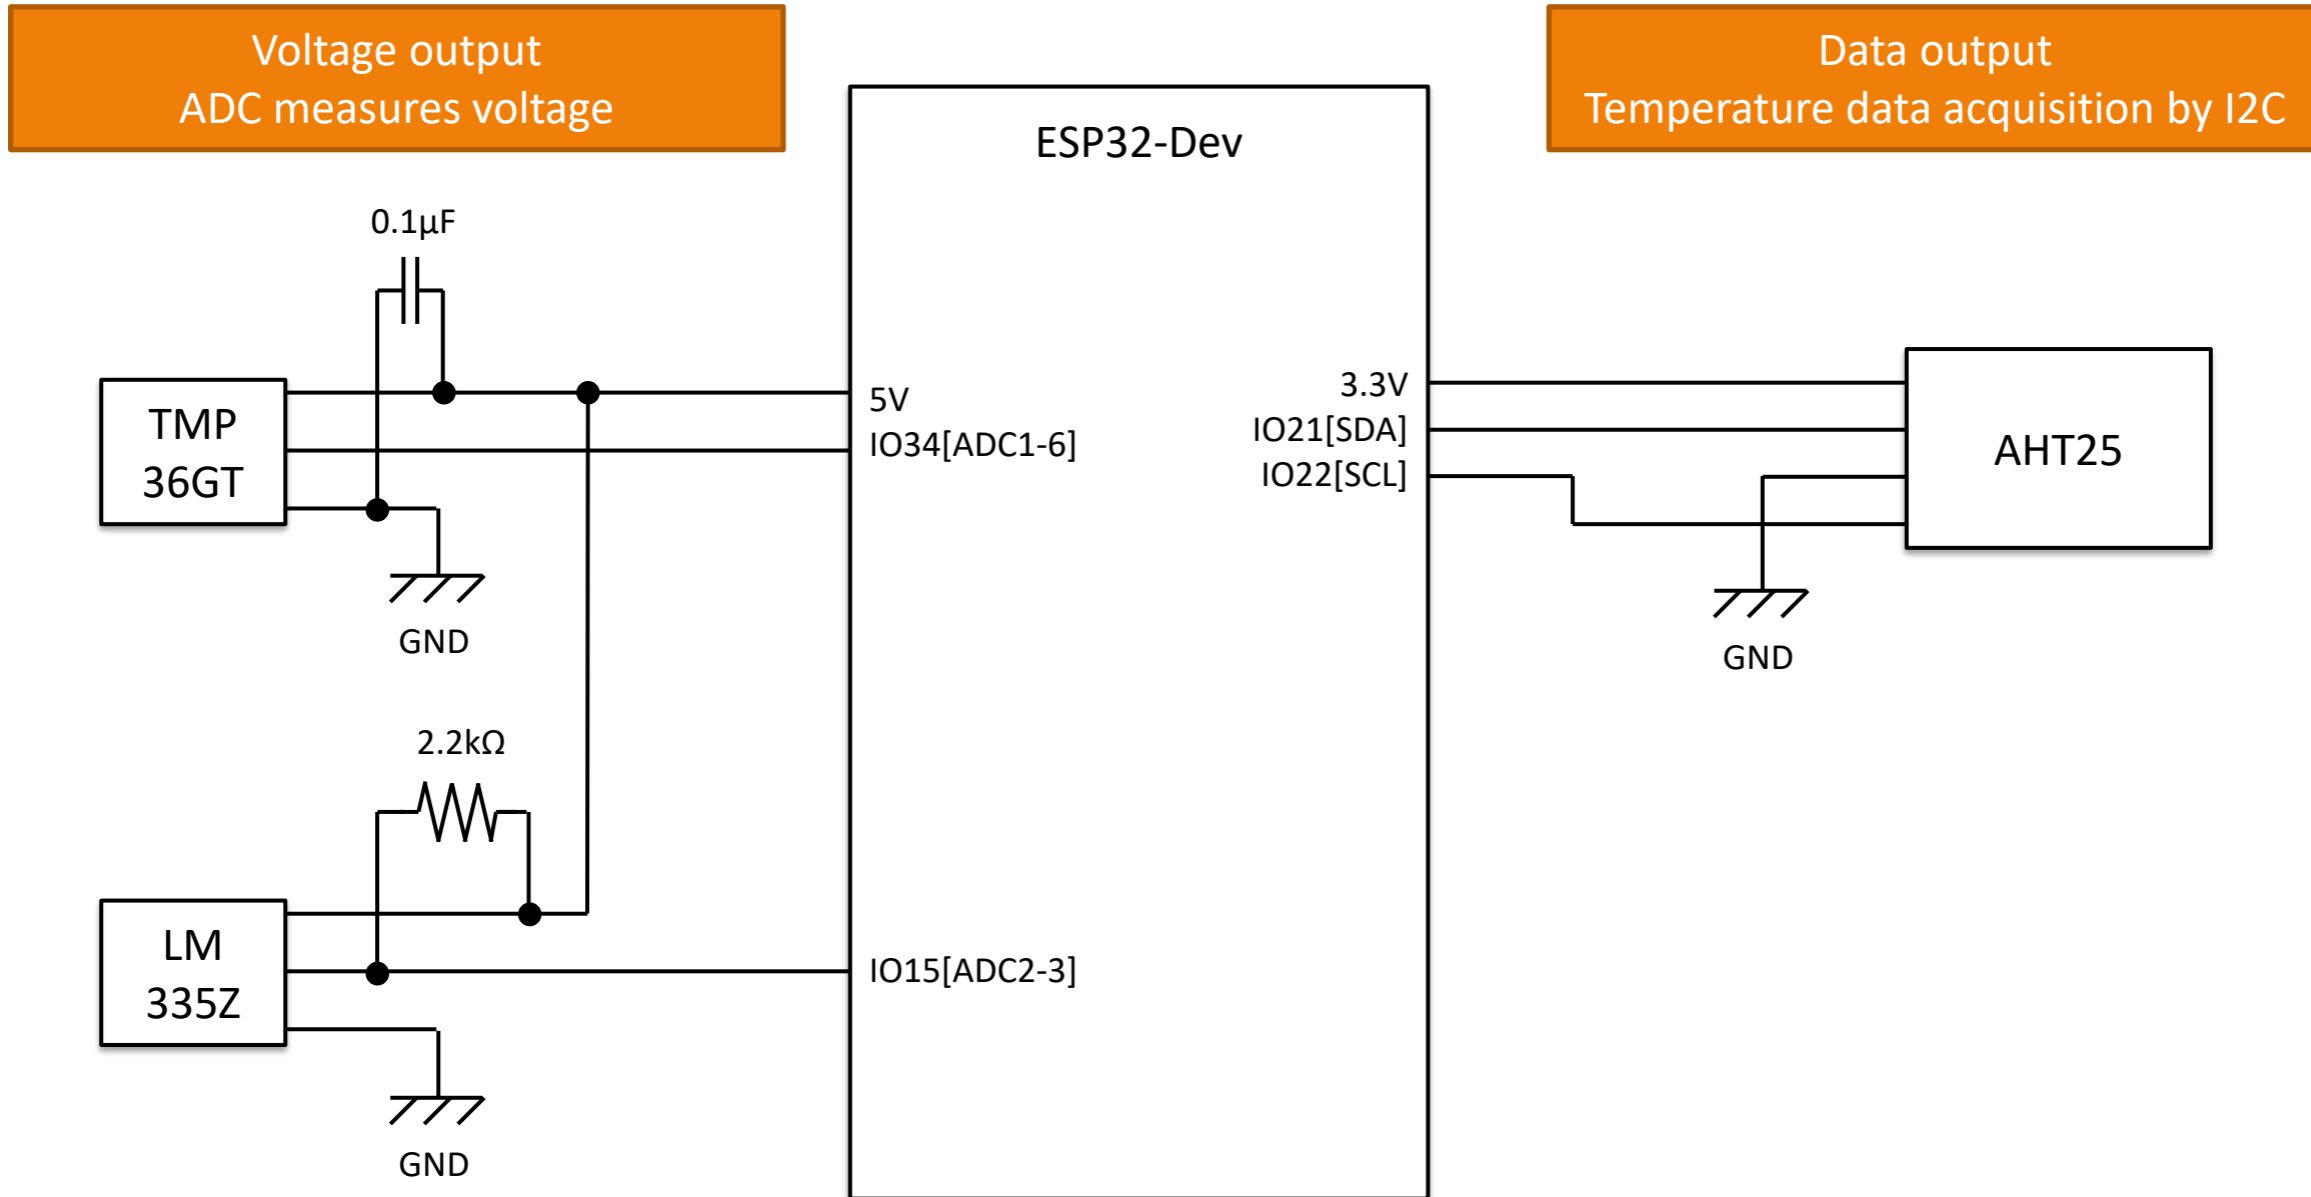 Voltage output
ADC measures voltage
Data output
Temperature data acquisition by I2C
ESP32-Dev
0.1µF
TMP
36GT
5V
IO34[ADC1-6]
GND
2.2kΩ
LM
335Z
IO15[ADC2-3]
GND
3.3V
IO21[SDA]
IO22[SCL]
AHT25
GND